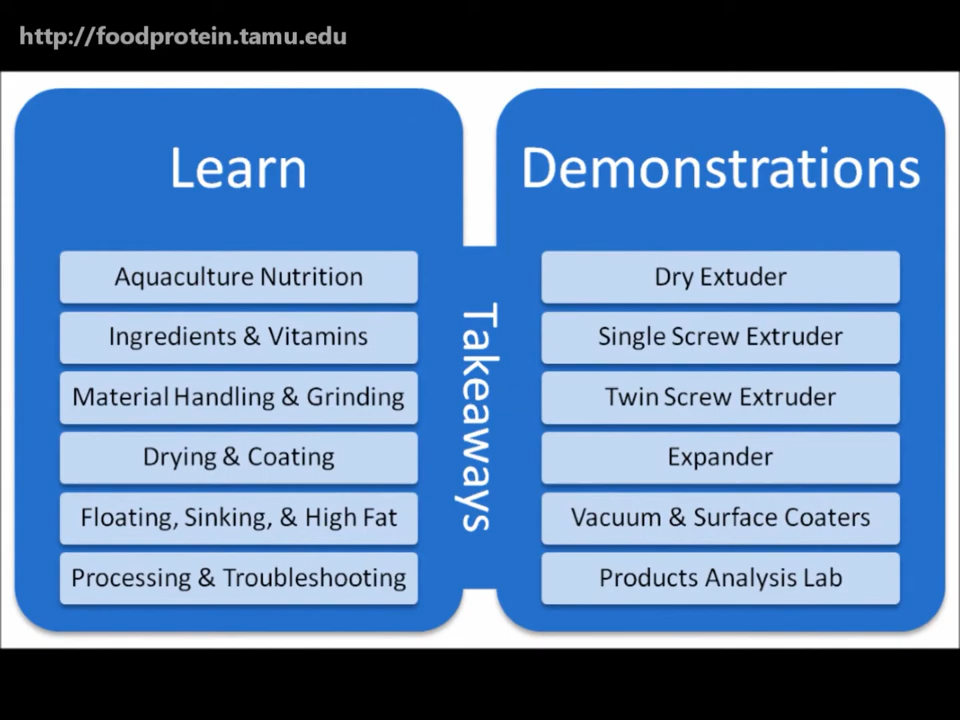 http://foodprotein.tamu.edu
Learn
Aquaculture Nutrition
Ingredients & Vitamins
Material Handling & Grinding
Drying & Coating
Floating, Sinking, & High Fat
Processing & Troubleshooting
Takeaways
Demonstrations
Dry Extuder
Single Screw Extruder
Twin Screw Extruder
Expander
Vacuum & Surface Coaters
Products Analysis Lab